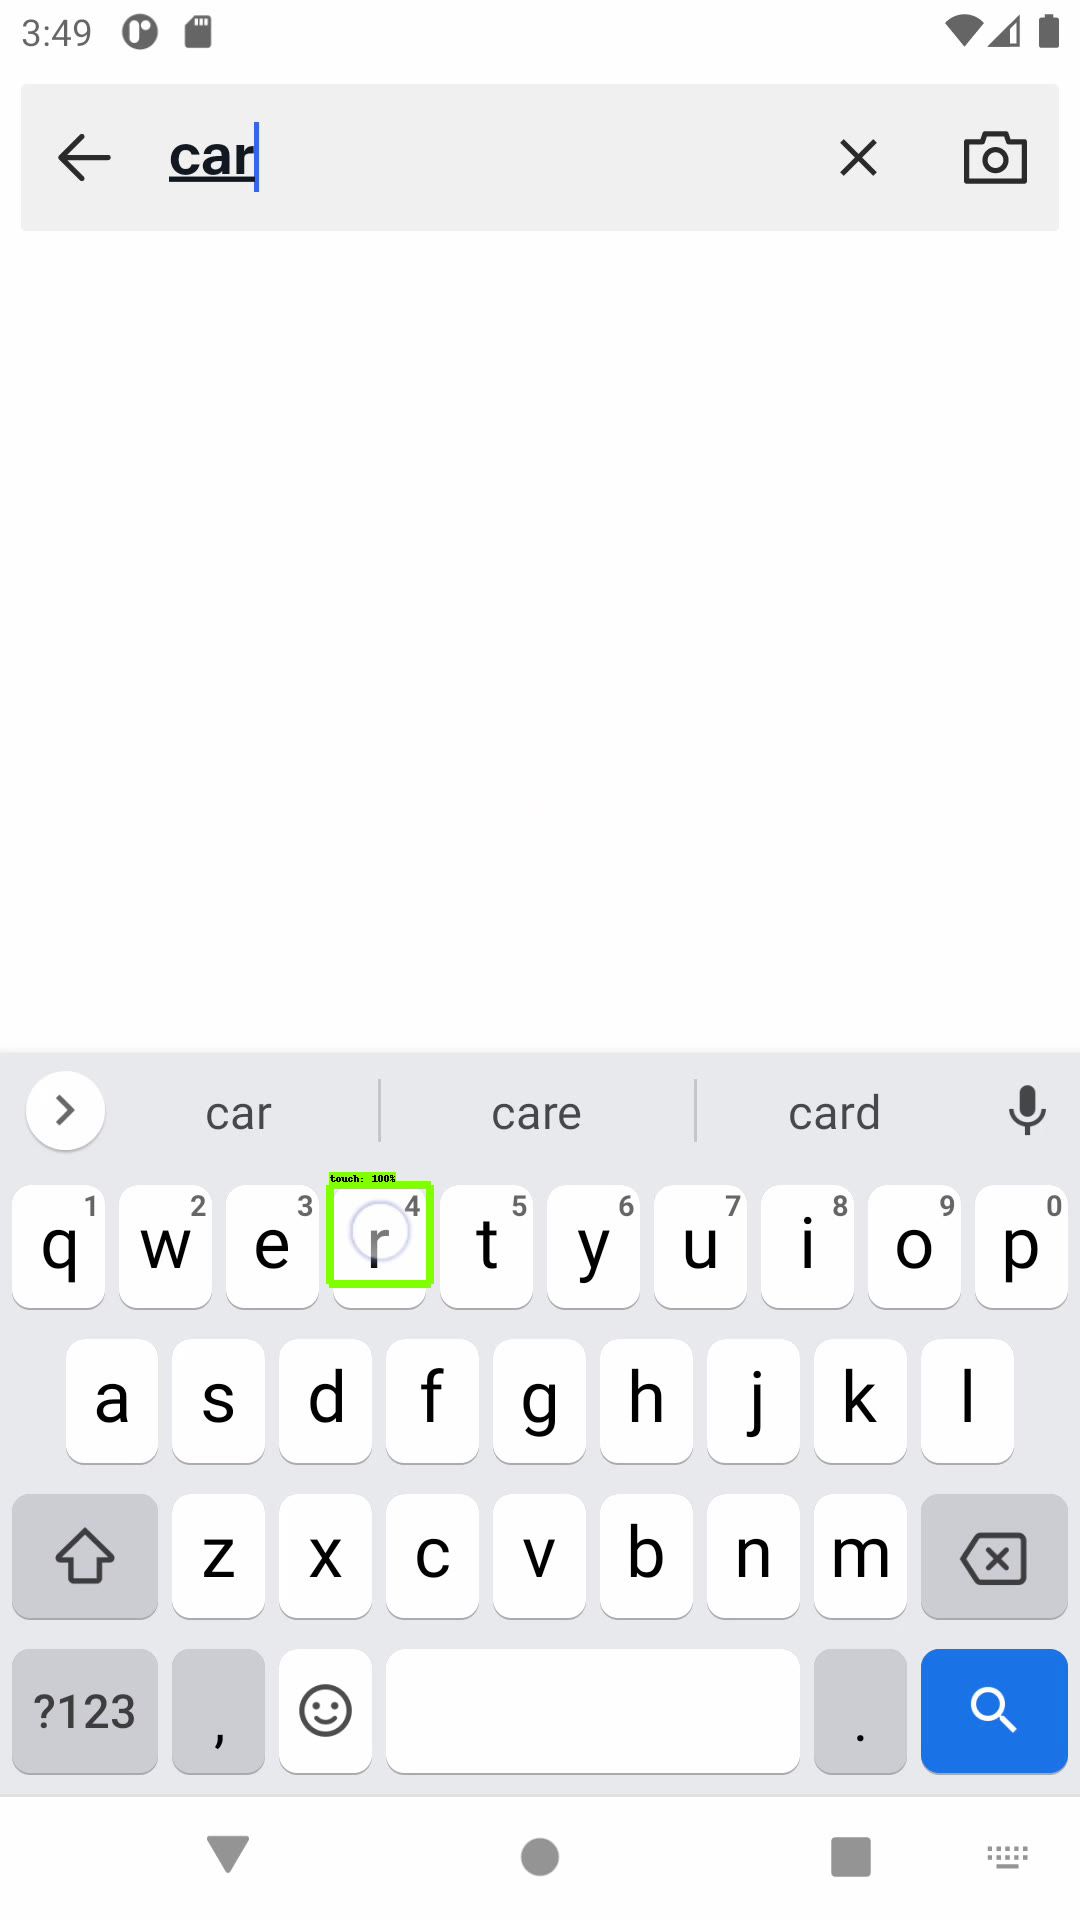 3:49
car
car care card
touch: 100%
q 1 w 2 e 3 r 4 t 5 y 6 u 7 i 8 o 9 p 0
a s d f g h j k l
z x c v b n m
?123 , .